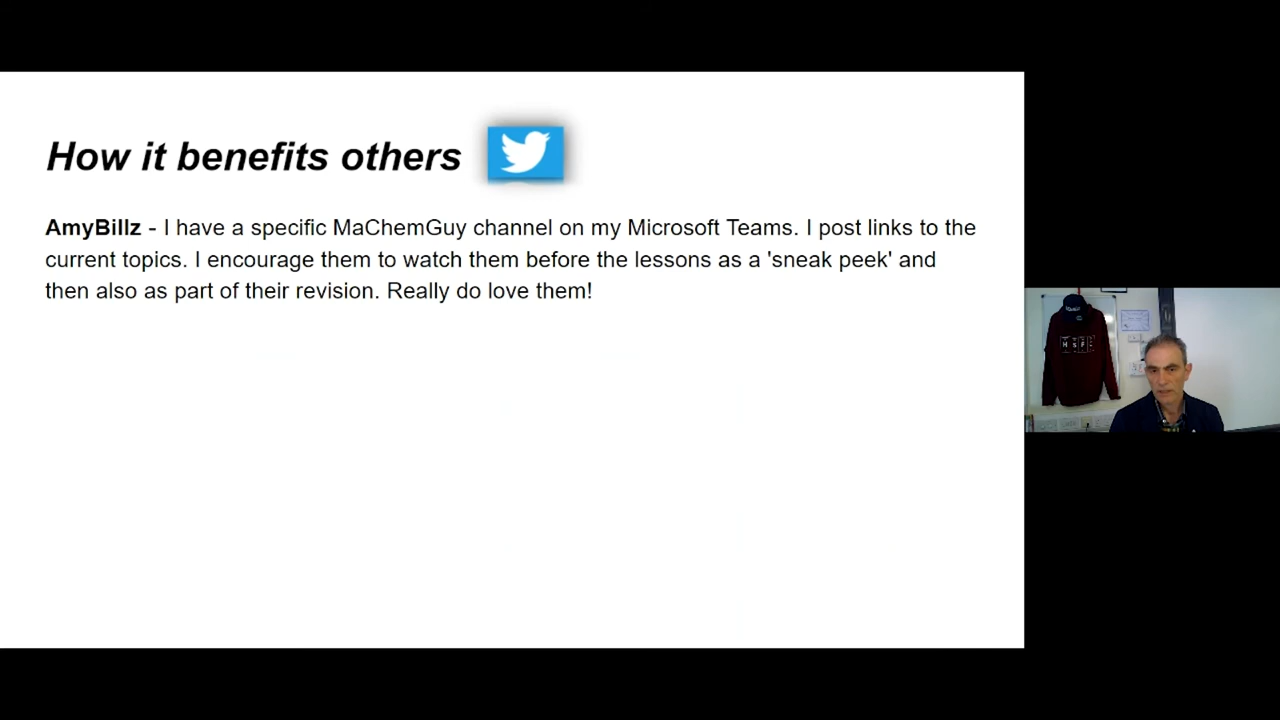 How it benefits others
AmyBillz - I have a specific MaChemGuy channel on my Microsoft Teams. I post links to the
current topics. I encourage them to watch them before the lessons as a 'sneak peek' and
then also as part of their revision. Really do love them!